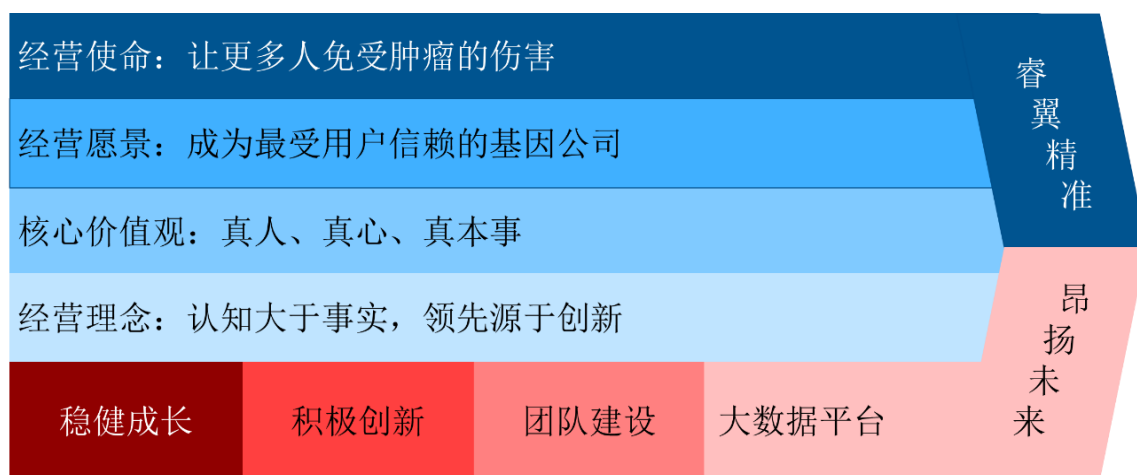 经营使命：让更多人免受肿瘤的伤害
经营愿景：成为最受用户信赖的基因公司
核心价值观：真人、真心、真本事
经营理念：认知大于事实，领先源于创新
睿翼精准
昂扬未来
稳健成长
积极创新
团队建设
大数据平台